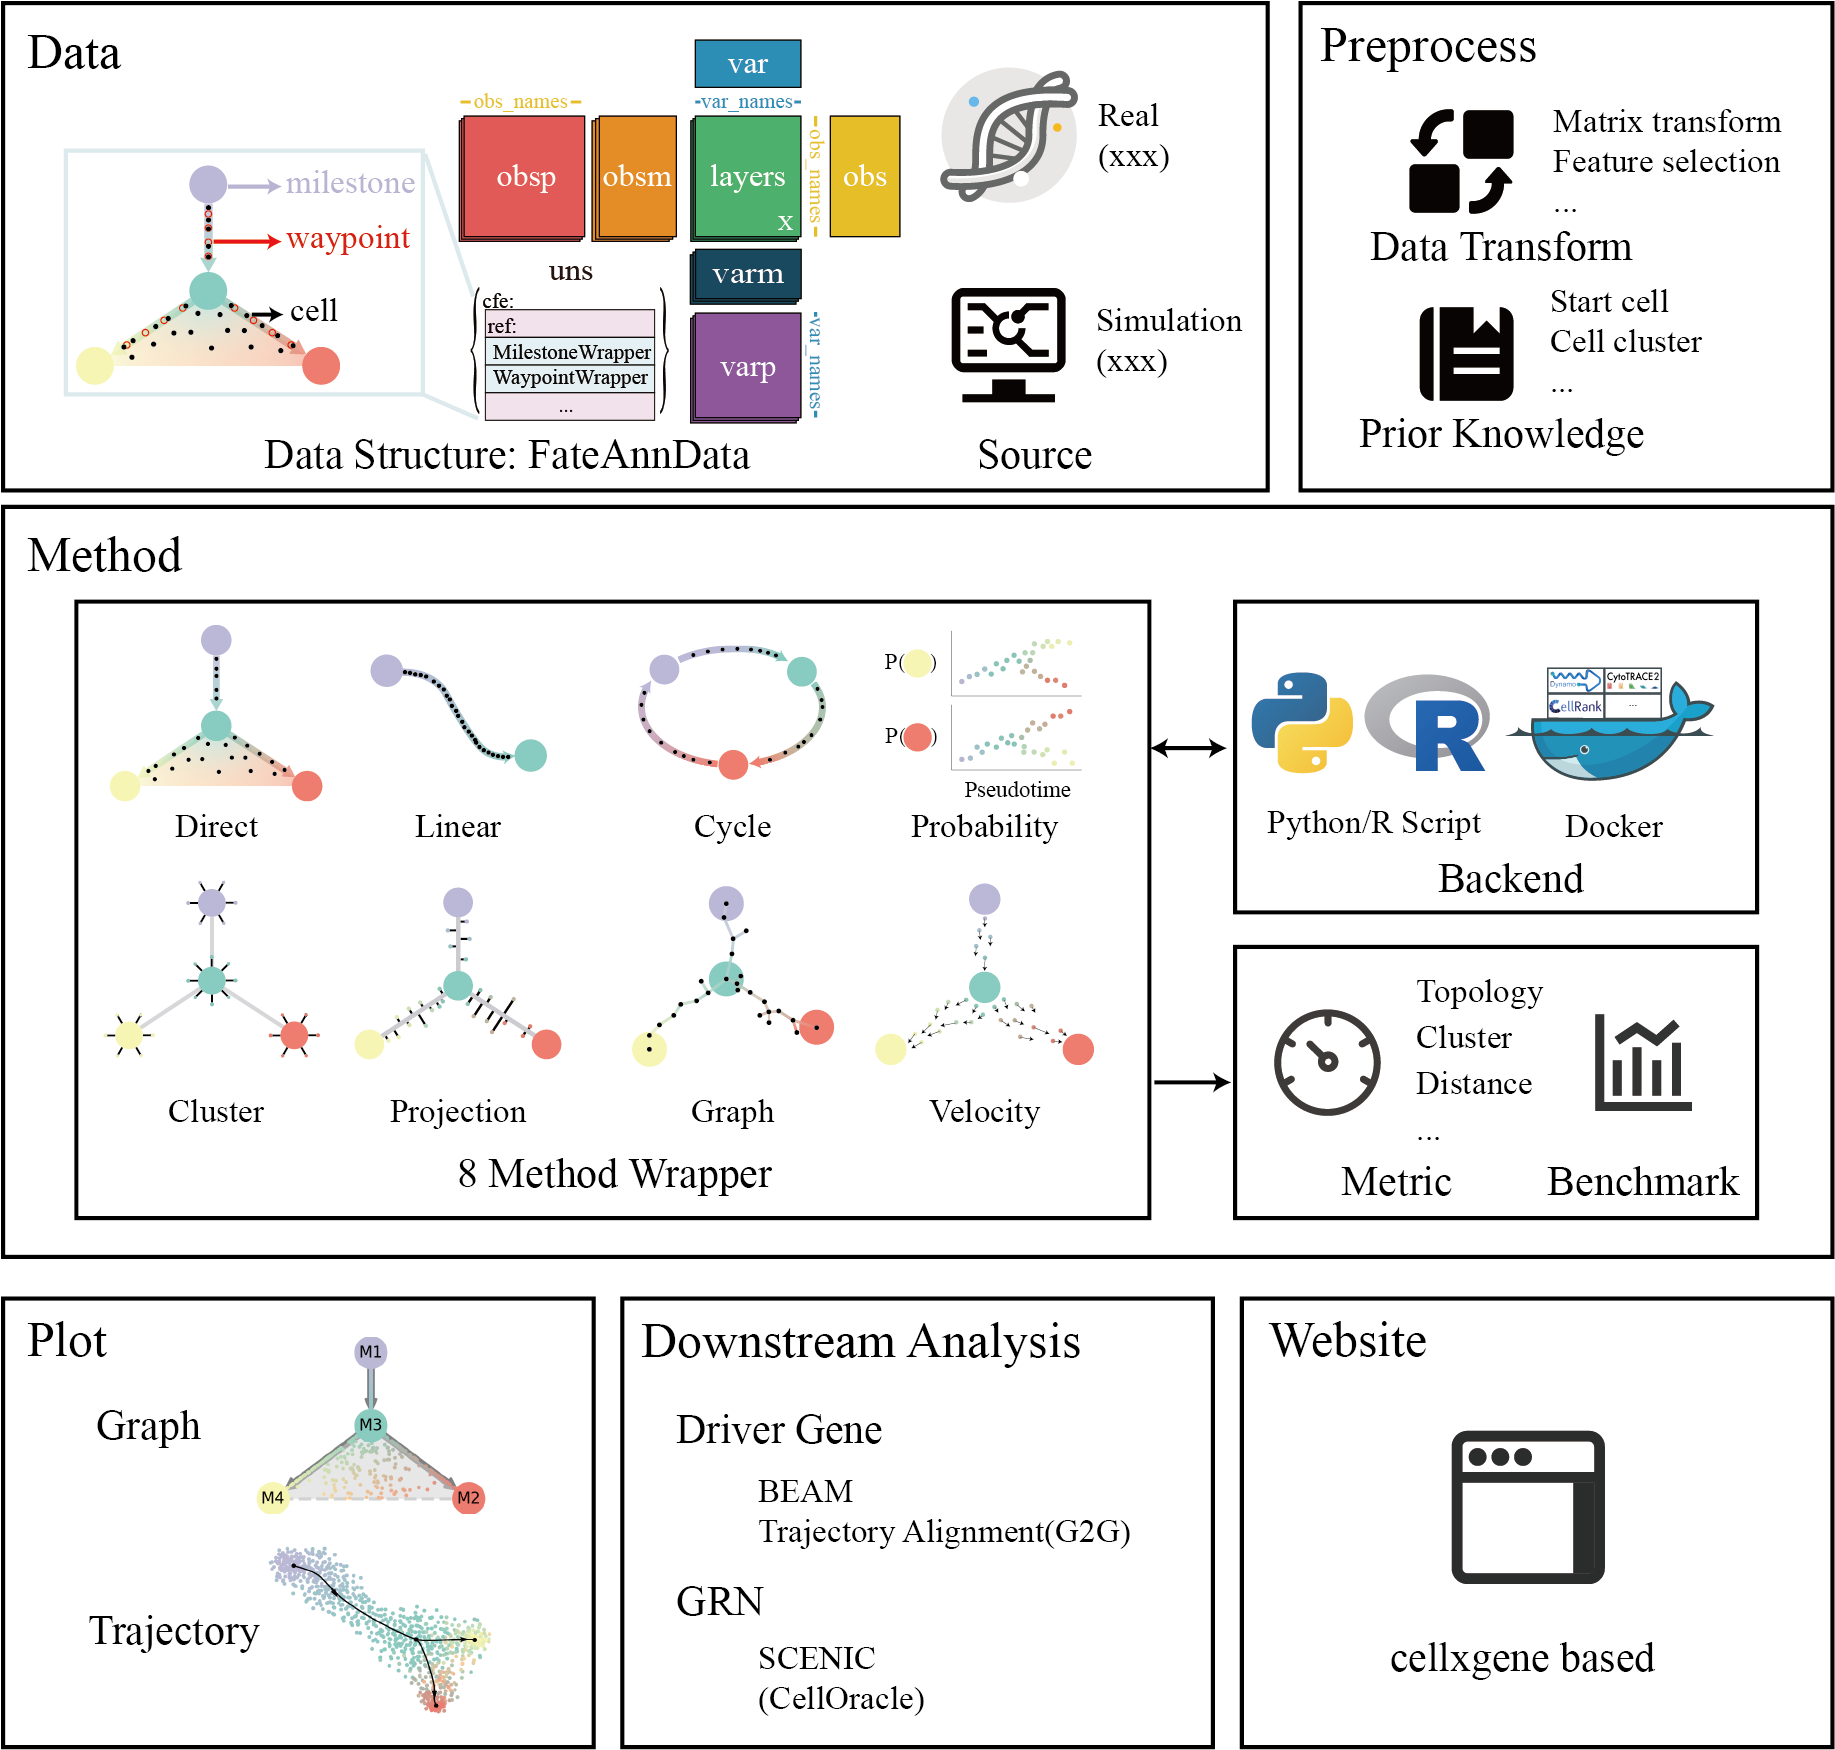 Data
milestone
waypoint
cell
obs_names
obsp
obsm
var
var_names
layers
x
obs_names
obs
uns
cfe:
ref:
MilestoneWrapper
WaypointWrapper
...
varm
varp
var_names
Data Structure: FateAnnData
Real
(xxx)
Simulation
(xxx)
Source
Preprocess
Matrix transform
Feature selection
...
Data Transform
Start cell
Cell cluster
...
Prior Knowledge
Method
Direct
Linear
Cycle
P( )
P( )
Pseudotime
Probability
Cluster
Projection
Graph
Velocity
8 Method Wrapper
Python/R Script
Dynamo
CytoTRACE2
CellRank
...
Docker
Backend
Topology
Cluster
Distance
...
Metric
Benchmark
Plot
Graph
M1
M3
M4
M2
Trajectory
Downstream Analysis
Driver Gene
BEAM
Trajectory Alignment(G2G)
GRN
SCENIC
(CellOracle)
Website
cellxgene based